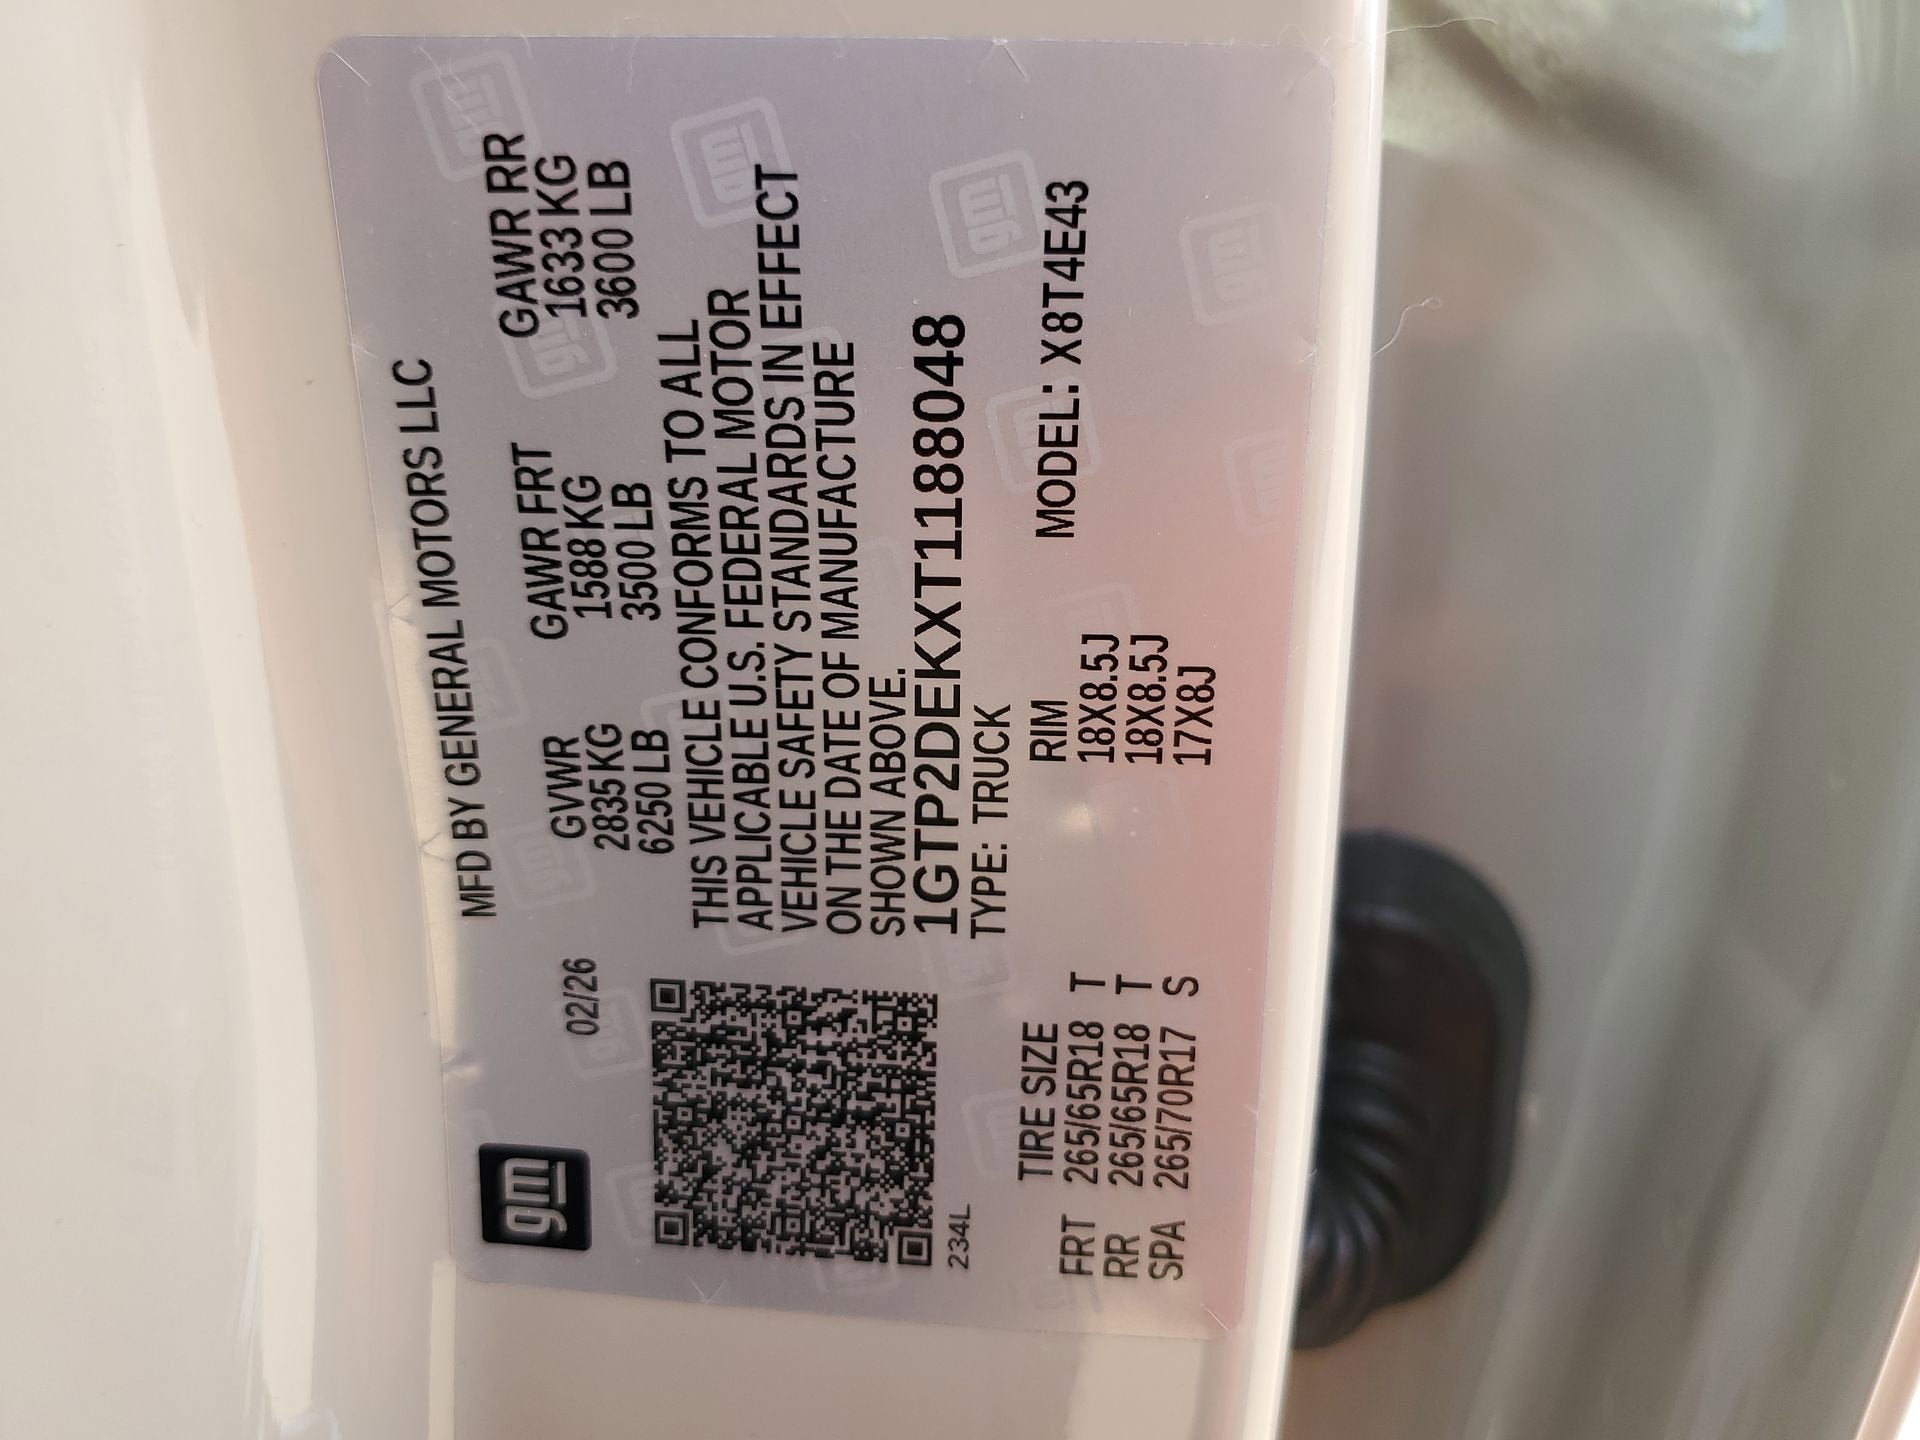 gm
MFD BY GENERAL MOTORS LLC
02/26
GVWR GAWR FRT GAWR RR
2835 KG 1588 KG 1633 KG
6250 LB 3500 LB 3600 LB
THIS VEHICLE CONFORMS TO ALL
APPLICABLE U.S. FEDERAL MOTOR
VEHICLE SAFETY STANDARDS IN EFFECT
ON THE DATE OF MANUFACTURE
SHOWN ABOVE.
1GTP2DEKXT1188048
234L
TYPE: TRUCK
MODEL: X8T4E43
TIRE SIZE RIM
FRT 265/65R18 T 18X8.5J
RR 265/65R18 T 18X8.5J
SPA 265/70R17 S 17X8J